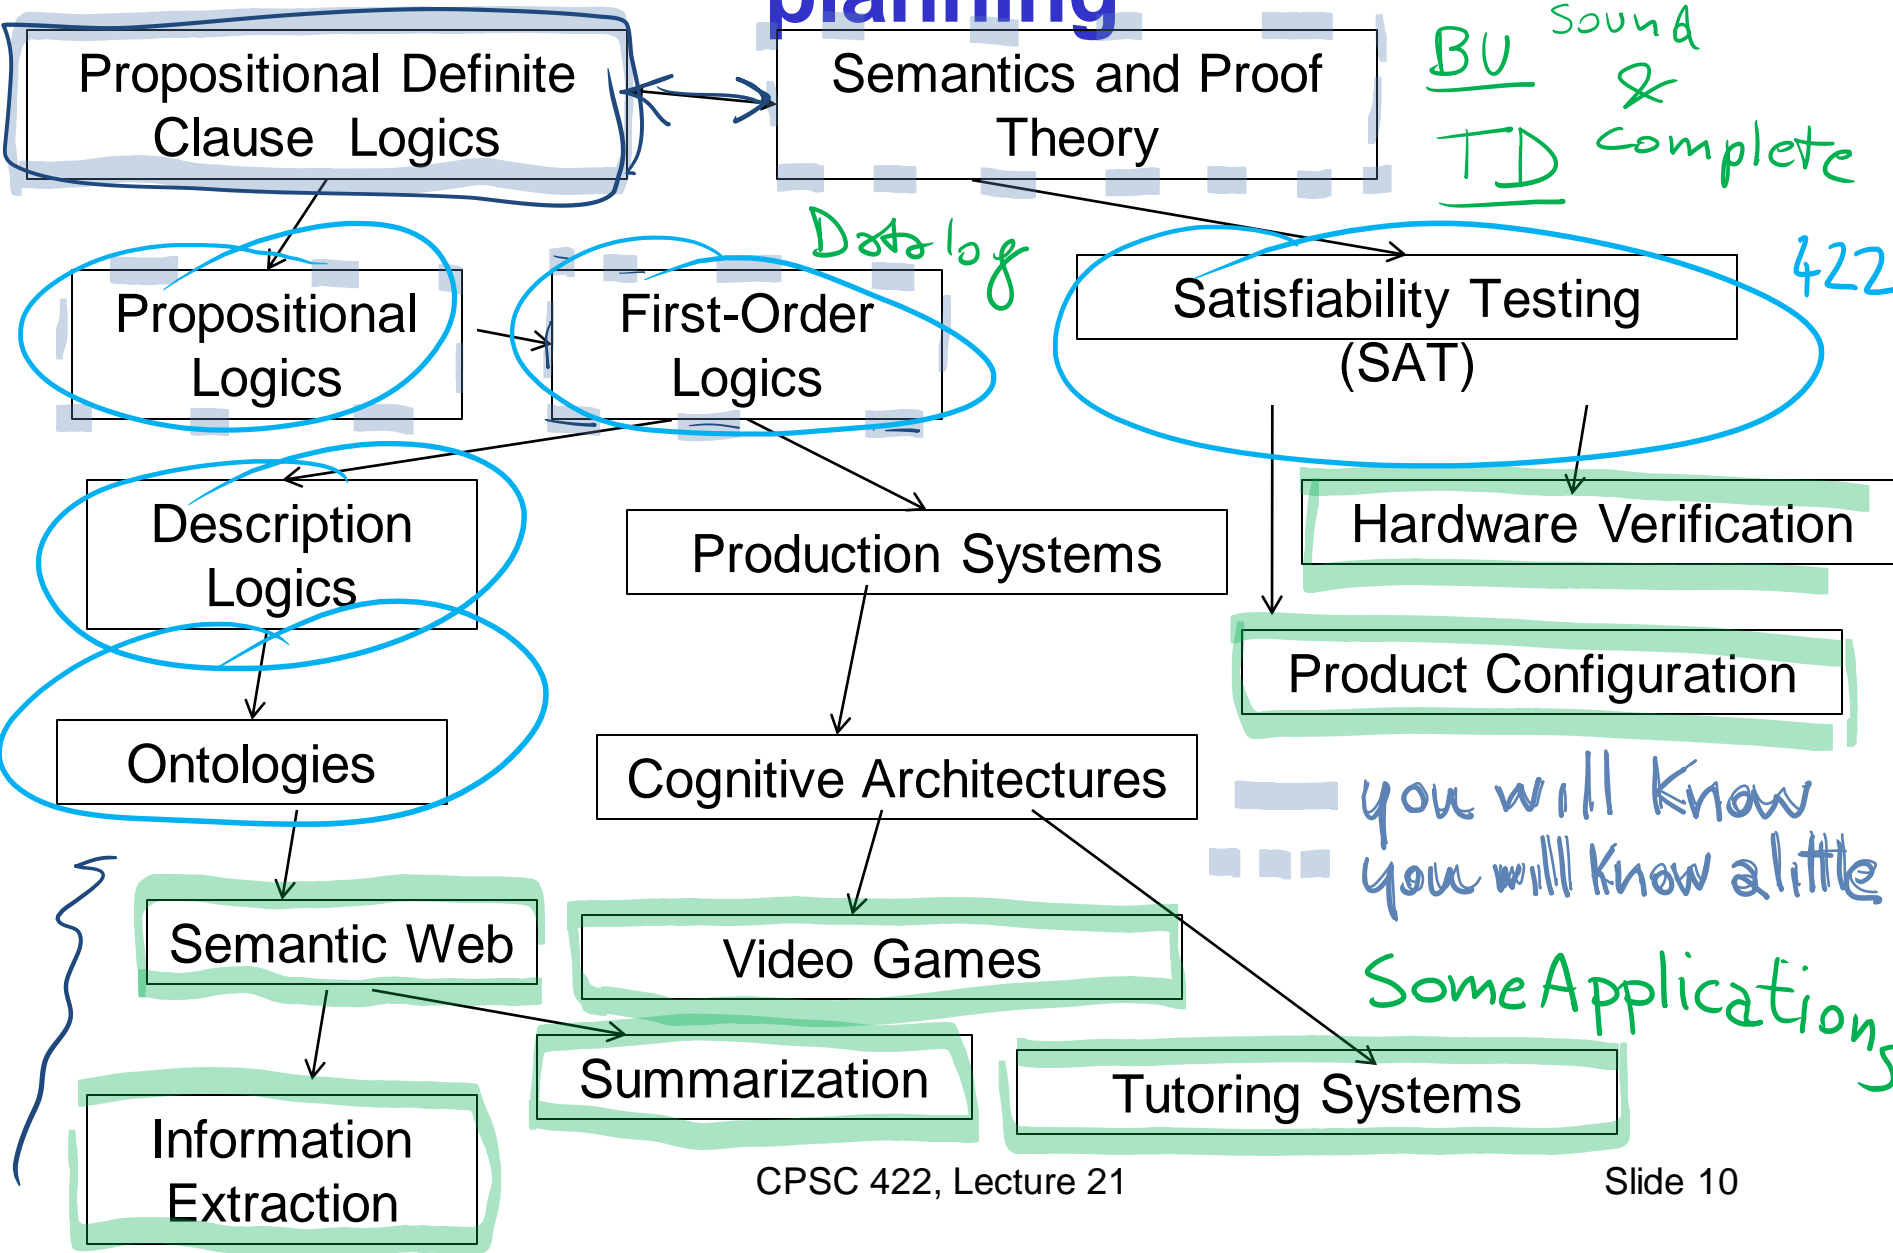 planning
Propositional Definite
Clause Logics
Semantics and Proof
Theory
BU
TD
Sound
&
complete
Datalog
422
Propositional
Logics
First-Order
Logics
Satisfiability Testing
(SAT)
Description
Logics
Production Systems
Hardware Verification
Product Configuration
Ontologies
Cognitive Architectures
you will know
you will know a little
Semantic Web
Video Games
Some Applications
Summarization
Tutoring Systems
Information
Extraction
CPSC 422, Lecture 21
Slide 10